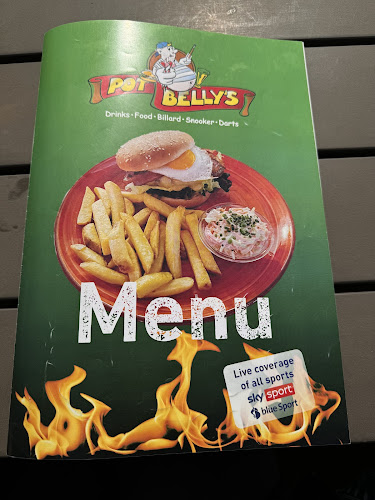 POT BELLY'S
Drinks • Food • Billard • Snooker • Darts
Menu
Live coverage
of all sports
sky sport
blue Sport